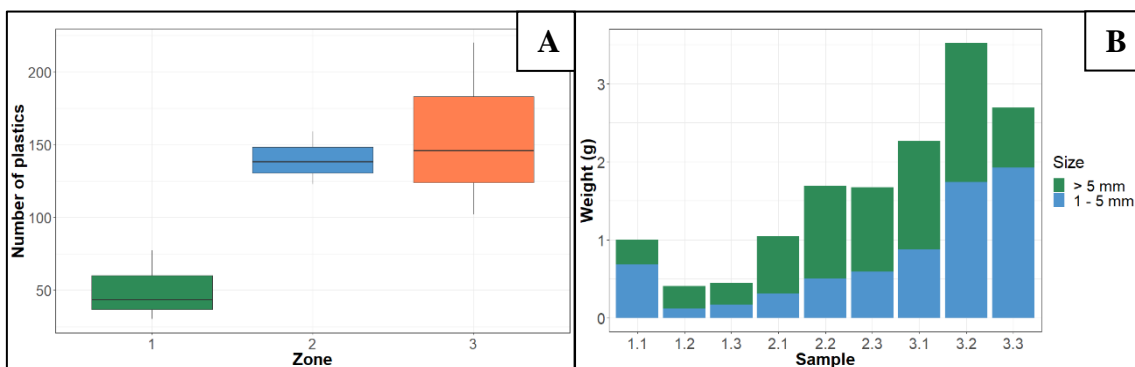 A
Number of plastics
200
150
100
50
1 2 3
Zone
B
Weight (g)
3
2
1
0
1.1 1.2 1.3 2.1 2.2 2.3 3.1 3.2 3.3
Sample
Size
> 5 mm
1 - 5 mm